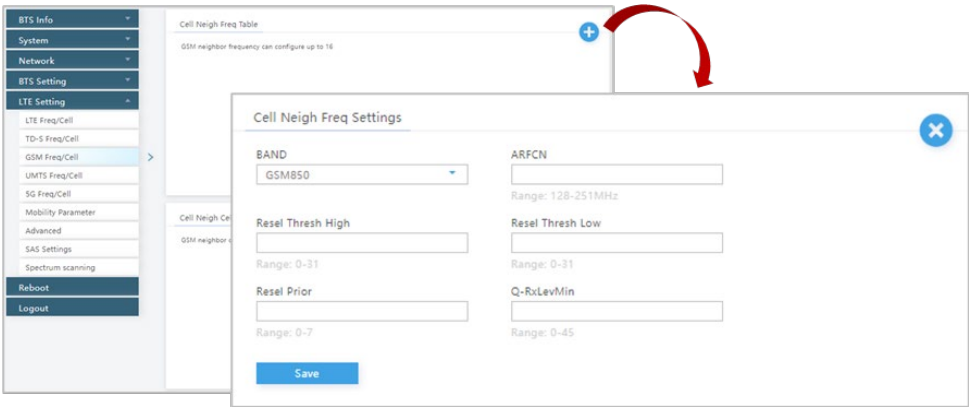 BTS Info
System
Network
BTS Setting
LTE Setting
LTE Freq/Cell
TD-S Freq/Cell
GSM Freq/Cell
UMTS Freq/Cell
5G Freq/Cell
Mobility Parameter
Advanced
SAS Settings
Spectrum scanning
Reboot
Logout
Cell Neigh Freq Table
GSM neighbor frequency can configure up to 16
Cell Neigh Cel
GSM neighbor c
Cell Neigh Freq Settings
BAND
GSM850
ARFCN
Range: 128-251MHz
Resel Thresh High
Range: 0-31
Resel Thresh Low
Range: 0-31
Resel Prior
Range: 0-7
Q-RxLevMin
Range: 0-45
Save